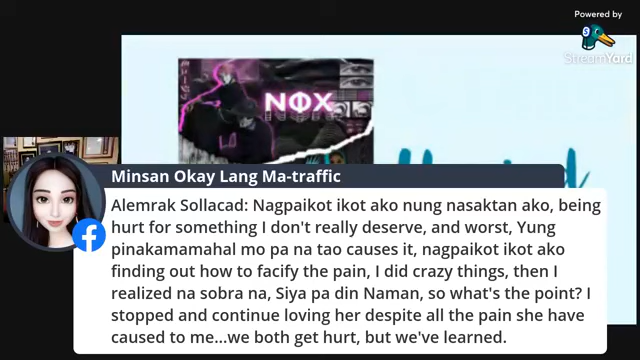 Powered by
StreamYard
NΦX
Minsan Okay Lang Ma-traffic
Alemrak Sollacad: Nagpaikot ikot ako nung nasaktan ako, being
hurt for something I don't really deserve, and worst, Yung
pinakamamahal mo pa na tao causes it, nagpaikot ikot ako
finding out how to facify the pain, I did crazy things, then I
realized na sobra na, Siya pa din Naman, so what's the point? I
stopped and continue loving her despite all the pain she have
caused to me...we both get hurt, but we've learned.